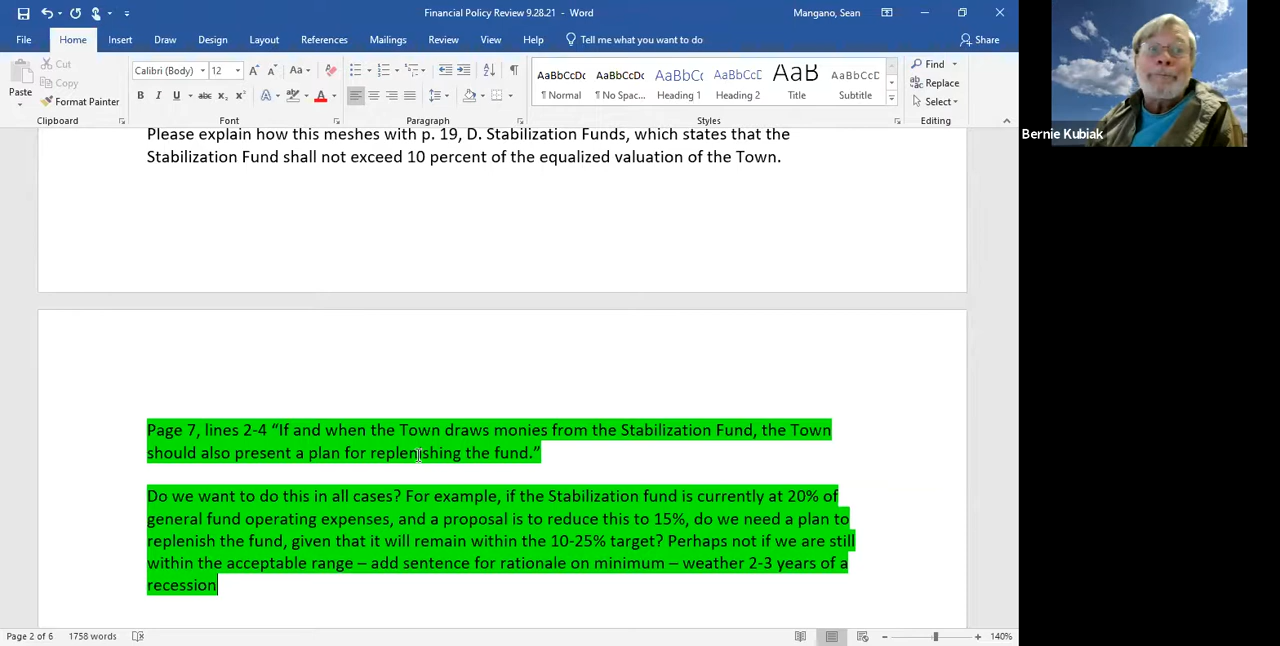 Financial Policy Review 9.28.21 - Word
Mangano, Sean
File Home Insert Draw Design Layout References Mailings Review View Help Tell me what you want to do Share
Paste
Cut
Copy
Format Painter
Clipboard
Calibri (Body) 12
Aa
B I U abc x₂ x² A A
Font
Paragraph
AaBbCcDc AaBbCcDc AaBbC AaBbCcC AaB AaBbCcDc
¶ Normal ¶ No Spac... Heading 1 Heading 2 Title Subtitle
Styles
Find
Replace
Select
Editing
Bernie Kubiak
Please explain how this meshes with p. 19, D. Stabilization Funds, which states that the
Stabilization Fund shall not exceed 10 percent of the equalized valuation of the Town.
Page 7, lines 2-4 “If and when the Town draws monies from the Stabilization Fund, the Town
should also present a plan for replenishing the fund.”
Do we want to do this in all cases? For example, if the Stabilization fund is currently at 20% of
general fund operating expenses, and a proposal is to reduce this to 15%, do we need a plan to
replenish the fund, given that it will remain within the 10-25% target? Perhaps not if we are still
within the acceptable range – add sentence for rationale on minimum – weather 2-3 years of a
recession
Page 2 of 6 1758 words
140%